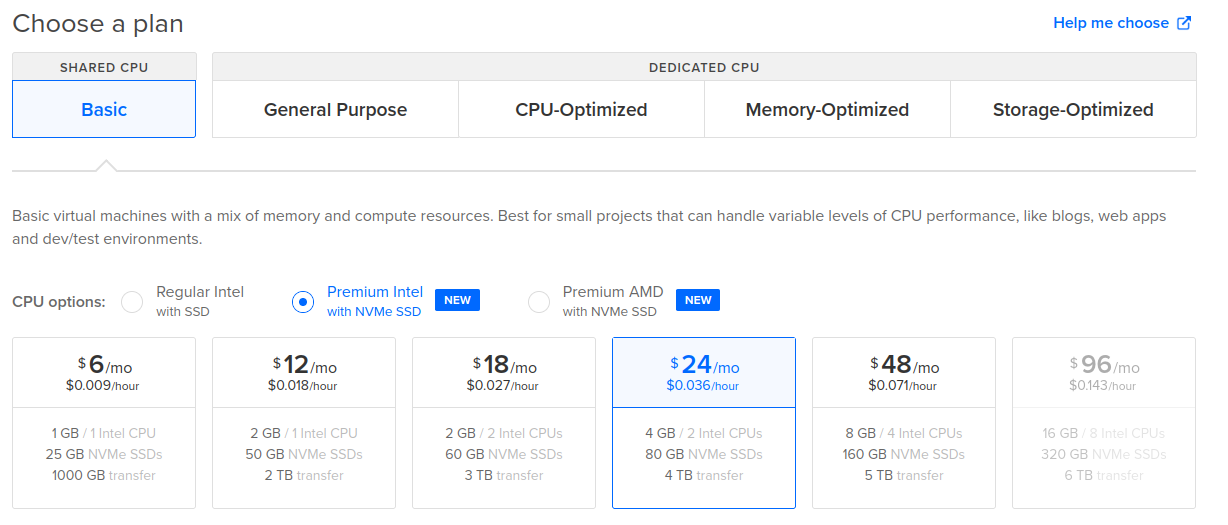 Choose a plan
Help me choose
SHARED CPU
DEDICATED CPU
Basic
General Purpose
CPU-Optimized
Memory-Optimized
Storage-Optimized
Basic virtual machines with a mix of memory and compute resources. Best for small projects that can handle variable levels of CPU performance, like blogs, web apps
and dev/test environments.
CPU options:
Regular Intel
with SSD
Premium Intel
with NVMe SSD
NEW
Premium AMD
with NVMe SSD
NEW
$6/mo
$0.009/hour
1 GB / 1 Intel CPU
25 GB NVMe SSDs
1000 GB transfer
$12/mo
$0.018/hour
2 GB / 1 Intel CPU
50 GB NVMe SSDs
2 TB transfer
$18/mo
$0.027/hour
2 GB / 2 Intel CPUs
60 GB NVMe SSDs
3 TB transfer
$24/mo
$0.036/hour
4 GB / 2 Intel CPUs
80 GB NVMe SSDs
4 TB transfer
$48/mo
$0.071/hour
8 GB / 4 Intel CPUs
160 GB NVMe SSDs
5 TB transfer
$96/mo
$0.143/hour
16 GB / 8 Intel CPUs
320 GB NVMe SSDs
6 TB transfer